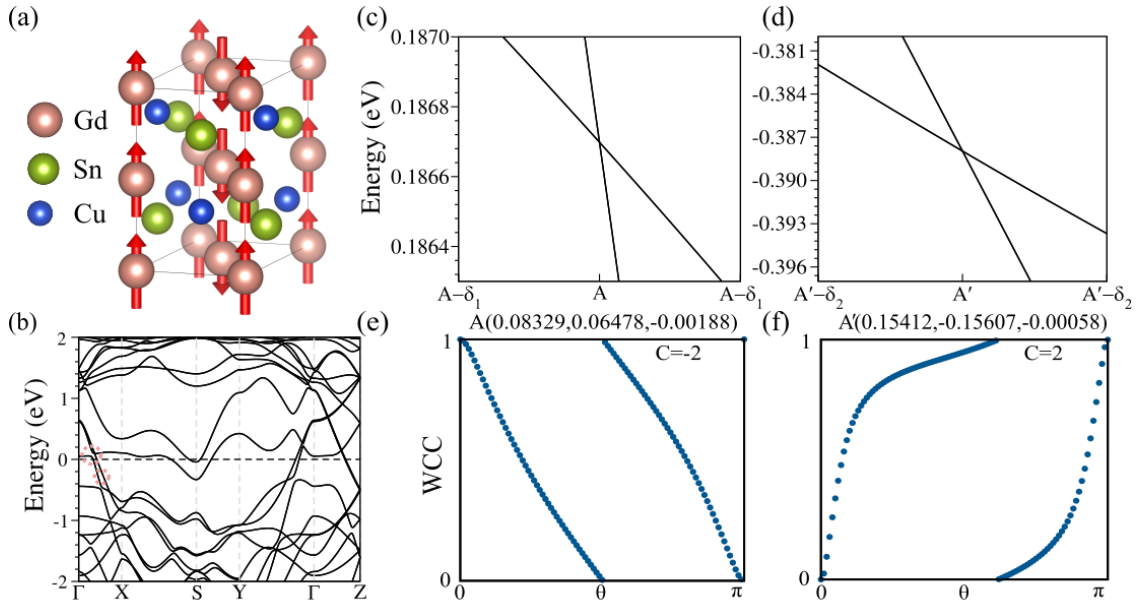 (a)
Gd
Sn
Cu
(b)
Energy (eV)
2
1
0
-1
-2
Γ X S Y Γ Z
(c)
Energy (eV)
0.1870
0.1868
0.1866
0.1864
A−δ₁ A A−δ₁
(d)
-0.381
-0.384
-0.387
-0.390
-0.393
-0.396
A′−δ₂ A′ A′−δ₂
(e)
A(0.08329,0.06478,-0.00188)
C=-2
WCC
1
0
θ π
(f)
A′(0.15412,-0.15607,-0.00058)
C=2
1
0
0 θ π